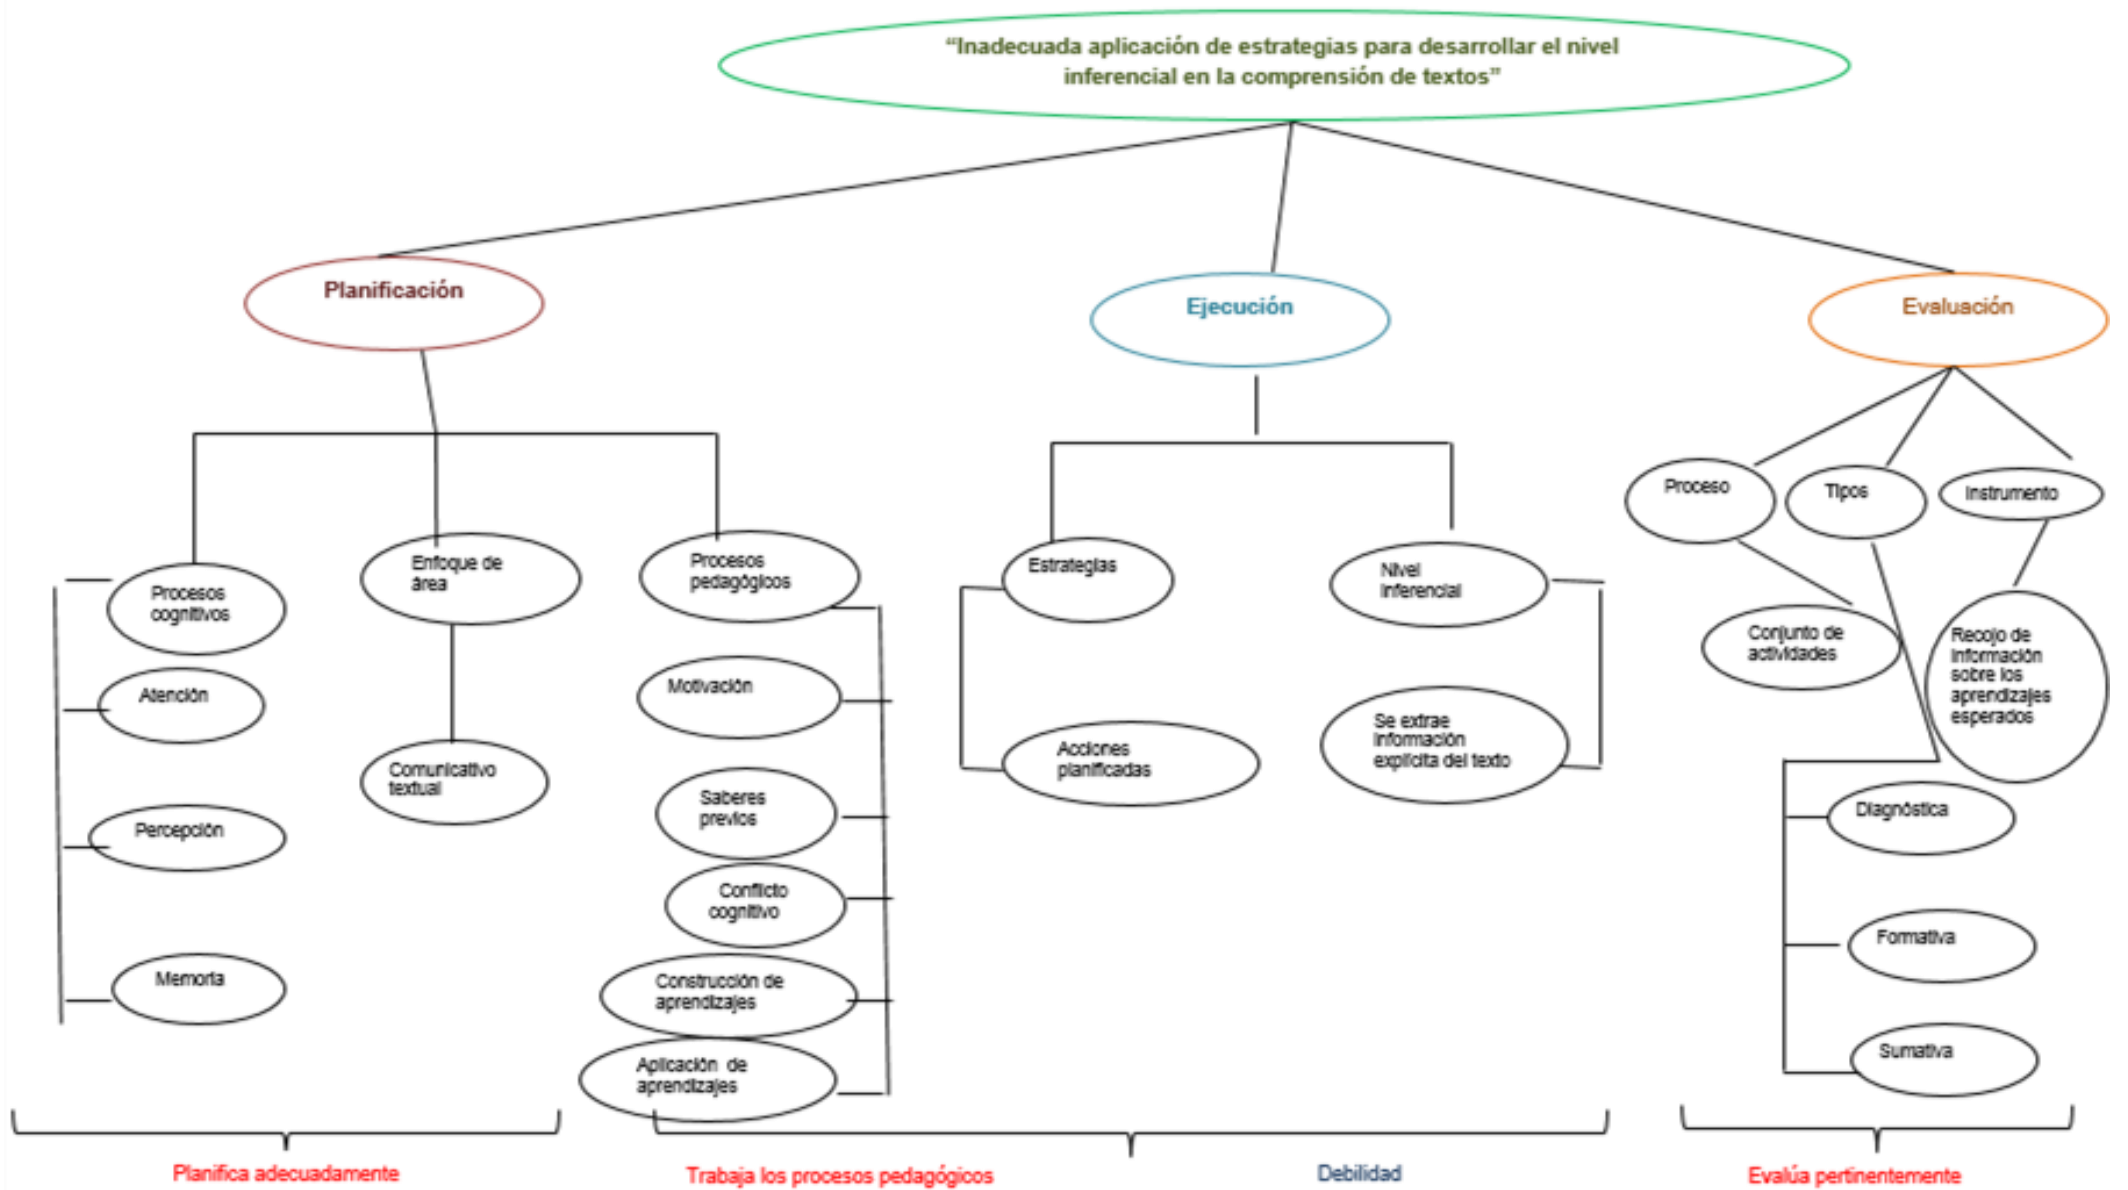 “Inadecuada aplicación de estrategias para desarrollar el nivel
inferencial en la comprensión de textos”
Planificación
Ejecución
Evaluación
Procesos
cognitivos
Atención
Percepción
Memoria
Enfoque de
área
Comunicativo
textual
Procesos
pedagógicos
Motivación
Saberes
previos
Conflicto
cognitivo
Construcción de
aprendizajes
Aplicación de
aprendizajes
Estrategias
Acciones
planificadas
Nivel
inferencial
Se extrae
información
explícita del texto
Proceso
Tipos
Instrumento
Conjunto de
actividades
Recojo de
información
sobre los
aprendizajes
esperados
Diagnóstica
Formativa
Sumativa
Planifica adecuadamente
Trabaja los procesos pedagógicos
Debilidad
Evalúa pertinentemente